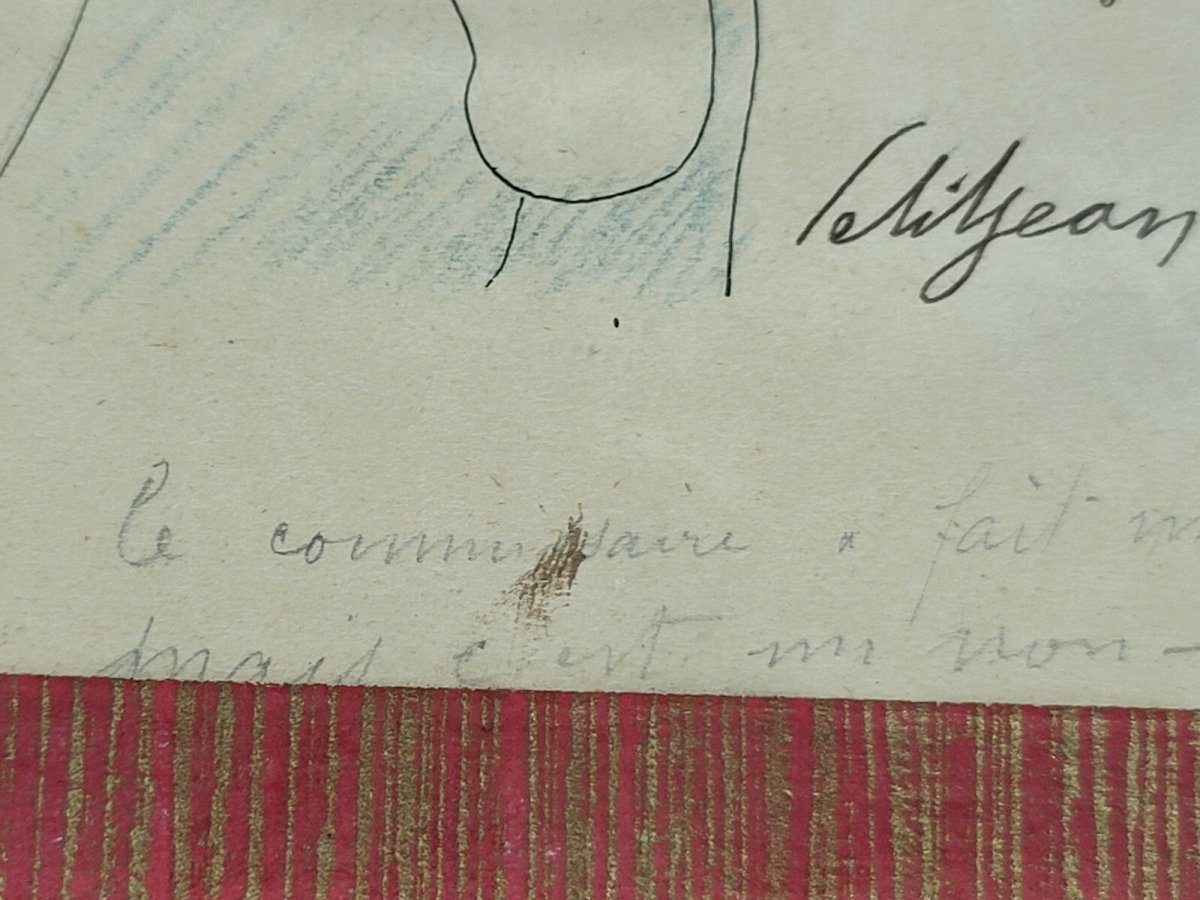 Petitjean
le commissaire a fait
mais c'est un non-